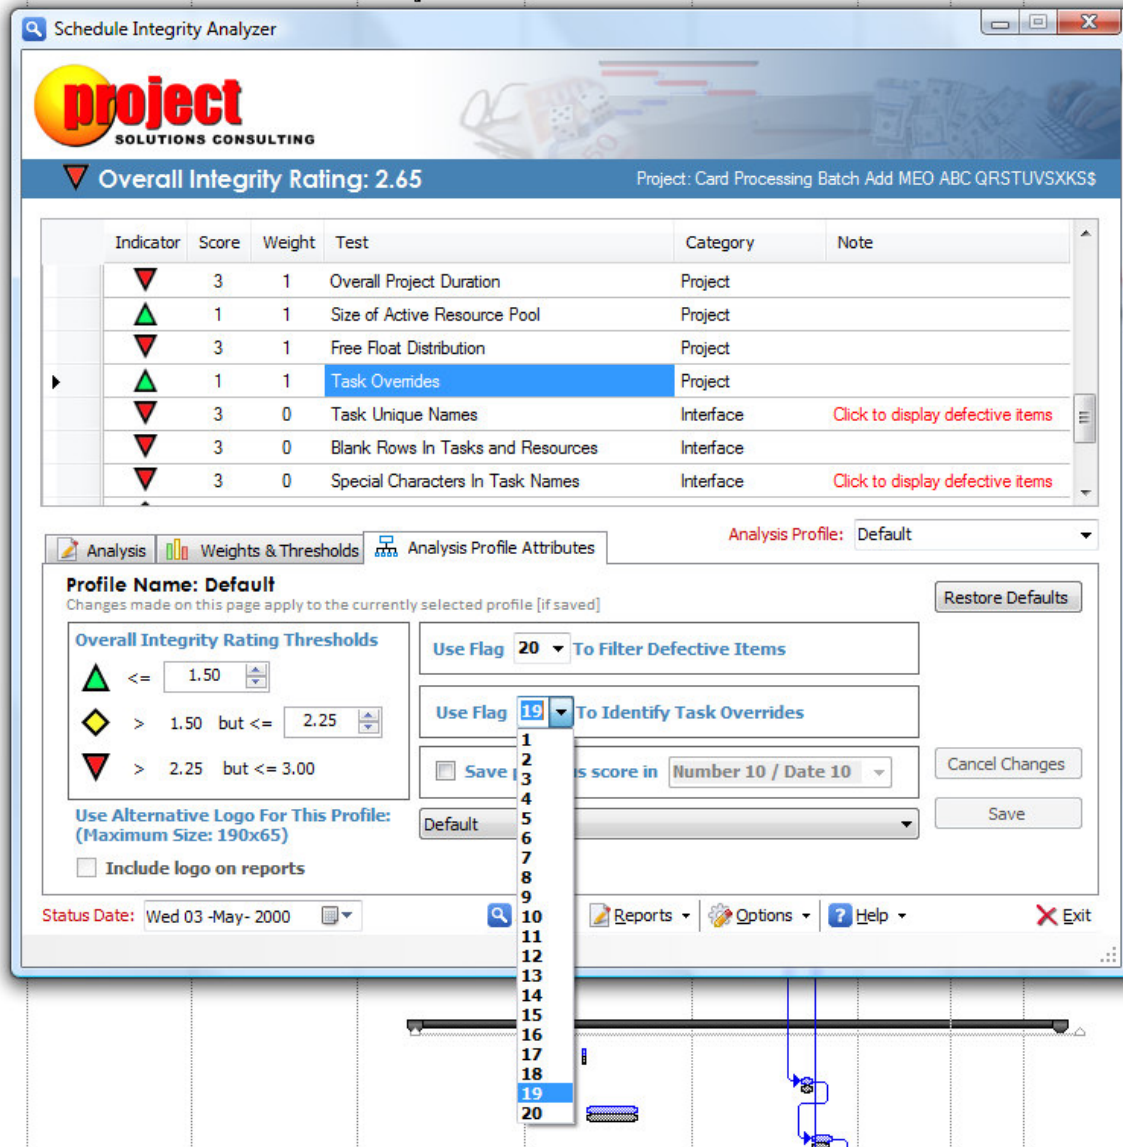 Schedule Integrity Analyzer
project
SOLUTIONS CONSULTING
Overall Integrity Rating: 2.65 Project: Card Processing Batch Add MEO ABC QRSTUVSXKS$
Indicator Score Weight Test Category Note
3 1 Overall Project Duration Project
1 1 Size of Active Resource Pool Project
3 1 Free Float Distribution Project
1 1 Task Overrides Project
3 0 Task Unique Names Interface Click to display defective items
3 0 Blank Rows In Tasks and Resources Interface
3 0 Special Characters In Task Names Interface Click to display defective items
Analysis Weights & Thresholds Analysis Profile Attributes Analysis Profile: Default
Profile Name: Default
Changes made on this page apply to the currently selected profile [if saved]
Restore Defaults
Overall Integrity Rating Thresholds
<= 1.50
> 1.50 but <= 2.25
> 2.25 but <= 3.00
Use Alternative Logo For This Profile:
(Maximum Size: 190x65)
Include logo on reports
Use Flag 20 To Filter Defective Items
Use Flag 19 To Identify Task Overrides
1
2
3
4
5
6
7
8
9
10
11
12
13
14
15
16
17
18
19
20
Save score in Number 10 / Date 10
Default
Cancel Changes
Save
Status Date: Wed 03 -May- 2000
Reports Options Help Exit